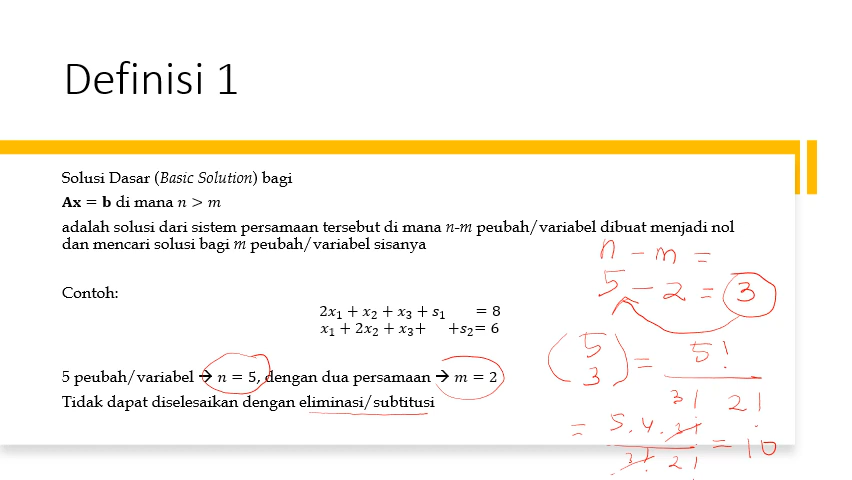 Definisi 1
Solusi Dasar (Basic Solution) bagi
Ax = b di mana n > m
adalah solusi dari sistem persamaan tersebut di mana n-m peubah/variabel dibuat menjadi nol
dan mencari solusi bagi m peubah/variabel sisanya
n - m =
5 - 2 = 3
Contoh:
2x₁ + x₂ + x₃ + s₁ = 8
x₁ + 2x₂ + x₃+ +s₂= 6
(5 3) = 5! / 3! 2!
5 peubah/variabel → n = 5, dengan dua persamaan → m = 2
Tidak dapat diselesaikan dengan eliminasi/subtitusi
= 5.4.3! / 3! 2! = 10